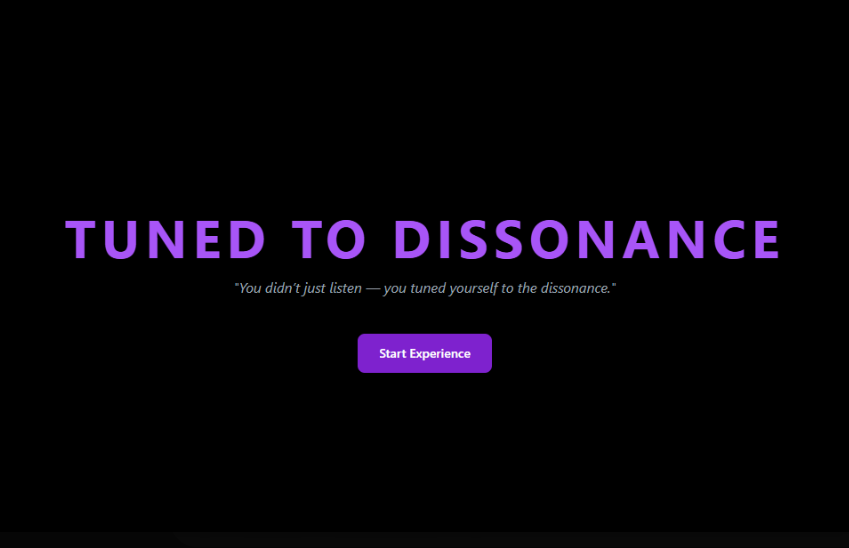 TUNED TO DISSONANCE
"You didn't just listen — you tuned yourself to the dissonance."
Start Experience